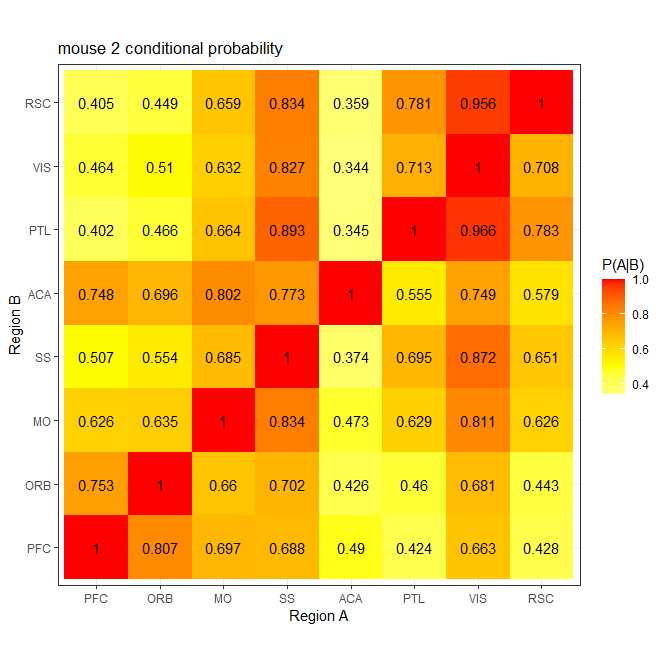 mouse 2 conditional probability
RSC 0.405 0.449 0.659 0.834 0.359 0.781 0.956 1
VIS 0.464 0.51 0.632 0.827 0.344 0.713 1 0.708
PTL 0.402 0.466 0.664 0.893 0.345 1 0.966 0.783
ACA 0.748 0.696 0.802 0.773 1 0.555 0.749 0.579
SS 0.507 0.554 0.685 1 0.374 0.695 0.872 0.651
MO 0.626 0.635 1 0.834 0.473 0.629 0.811 0.626
ORB 0.753 1 0.66 0.702 0.426 0.46 0.681 0.443
PFC 1 0.807 0.697 0.688 0.49 0.424 0.663 0.428
PFC ORB MO SS ACA PTL VIS RSC
Region A
Region B
P(A|B)
1.0
0.8
0.6
0.4